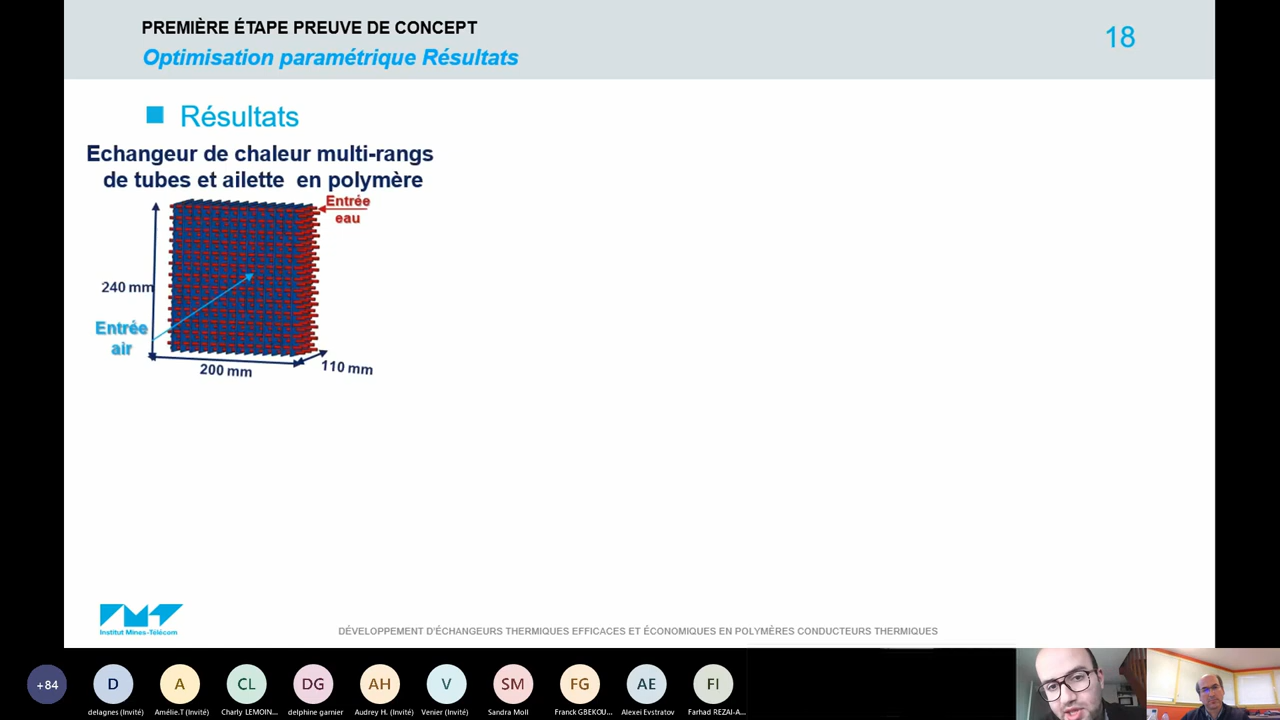 PREMIÈRE ÉTAPE PREUVE DE CONCEPT
Optimisation paramétrique Résultats
18
Résultats
Echangeur de chaleur multi-rangs
de tubes et ailette en polymère
Entrée
eau
240 mm
Entrée
air
200 mm
110 mm
Institut Mines-Télécom
DÉVELOPPEMENT D'ÉCHANGEURS THERMIQUES EFFICACES ET ÉCONOMIQUES EN POLYMÈRES CONDUCTEURS THERMIQUES
+84
D
A
CL
DG
AH
V
SM
FG
AE
FI
delagnes (Invité)
Amélie.T (Invité)
Charly LEMOIN...
delphine garnier
Audrey H. (Invité)
Venier (Invité)
Sandra Moll
Franck GBEKOU...
Alexei Evstratov
Farhad REZAI-A...